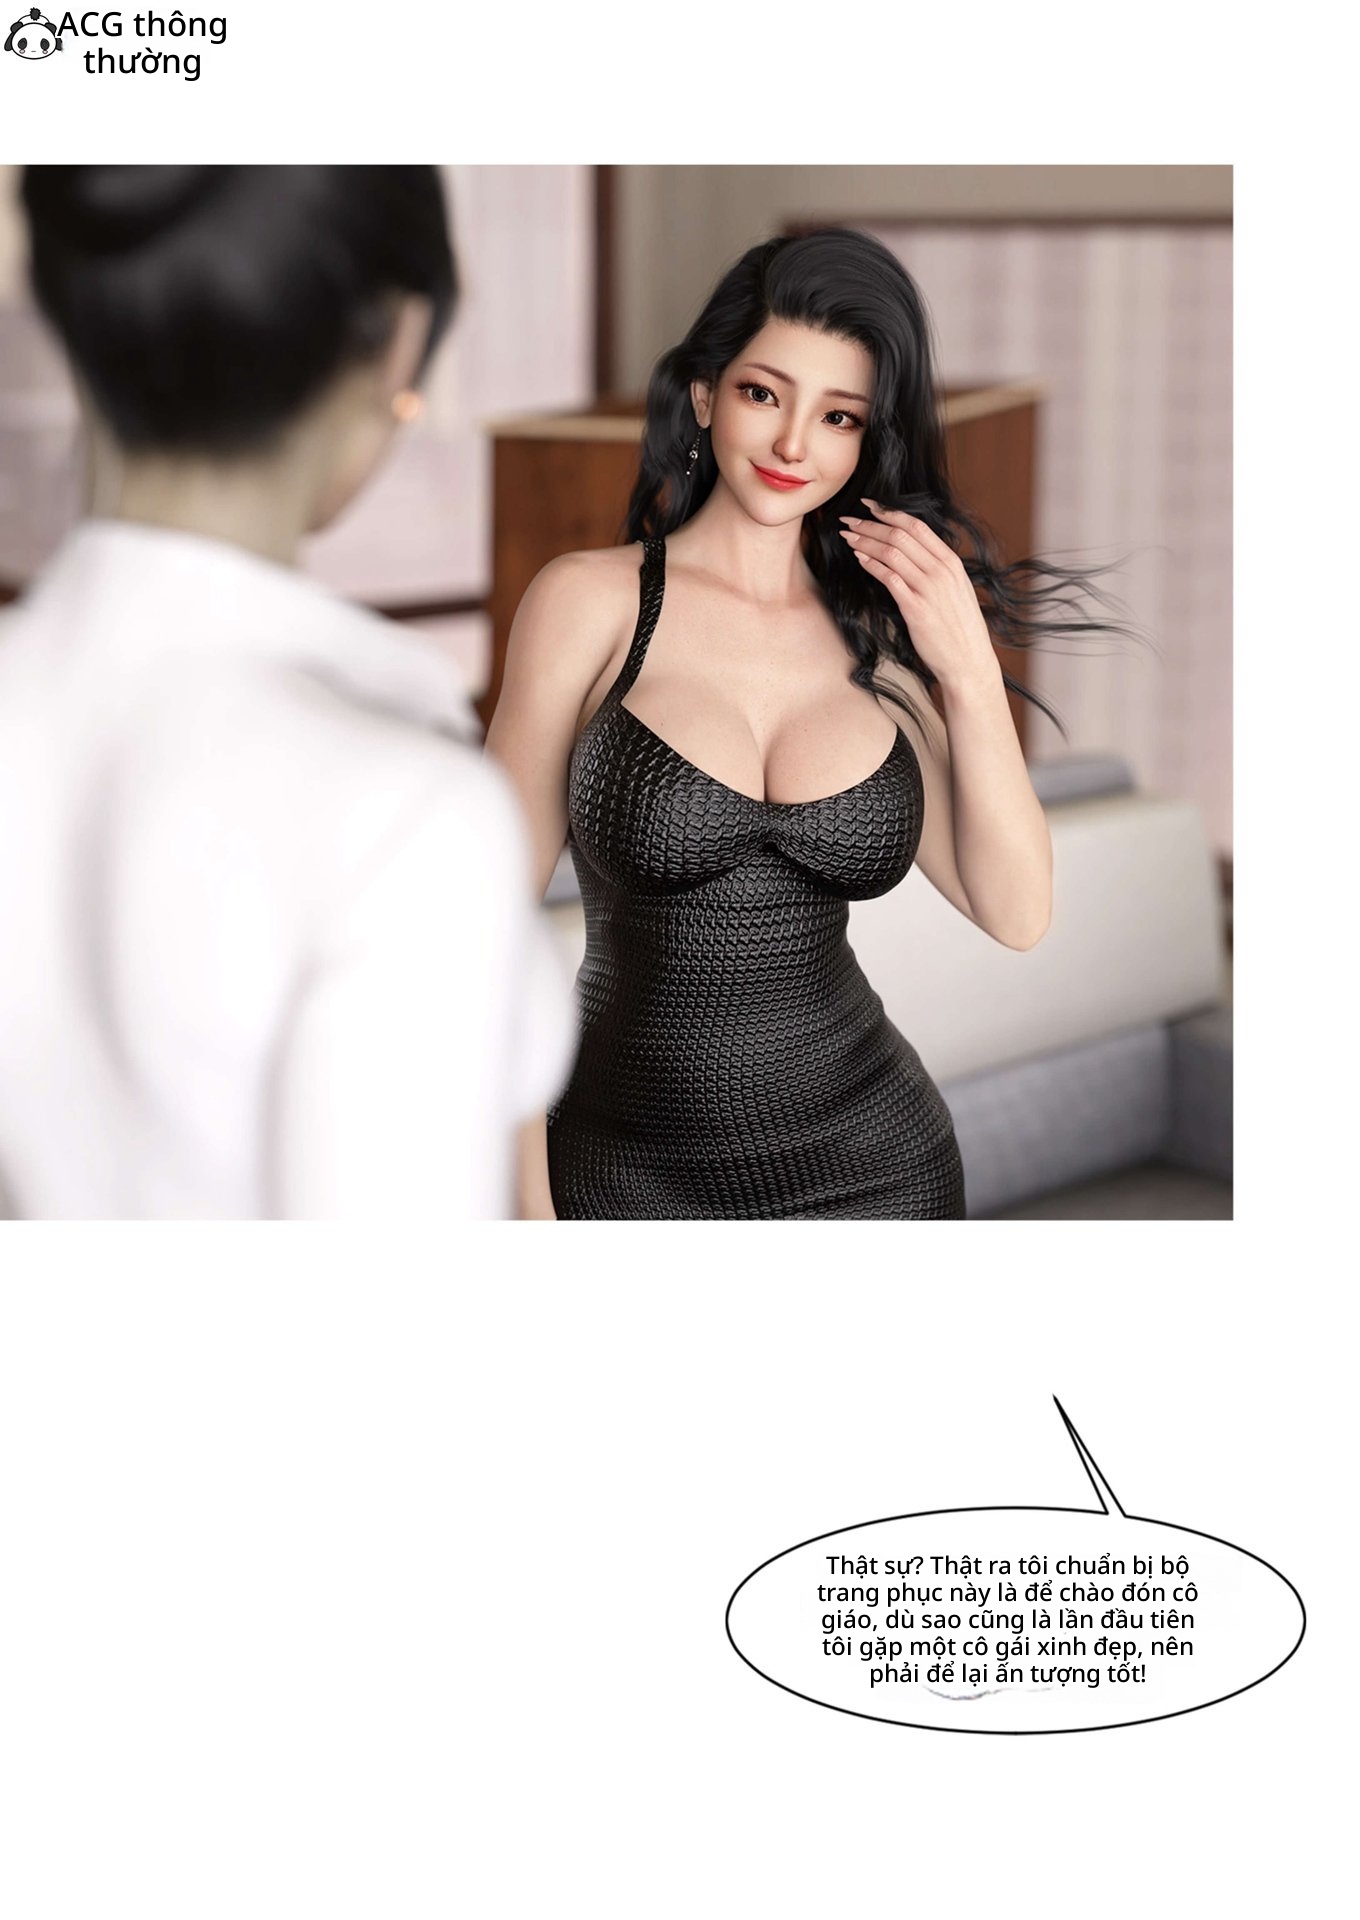 ACG thông
thường
Thật sự? Thật ra tôi chuẩn bị bộ
trang phục này là để chào đón cô
giáo, dù sao cũng là lần đầu tiên
tôi gặp một cô gái xinh đẹp, nên
phải để lại ấn tượng tốt!